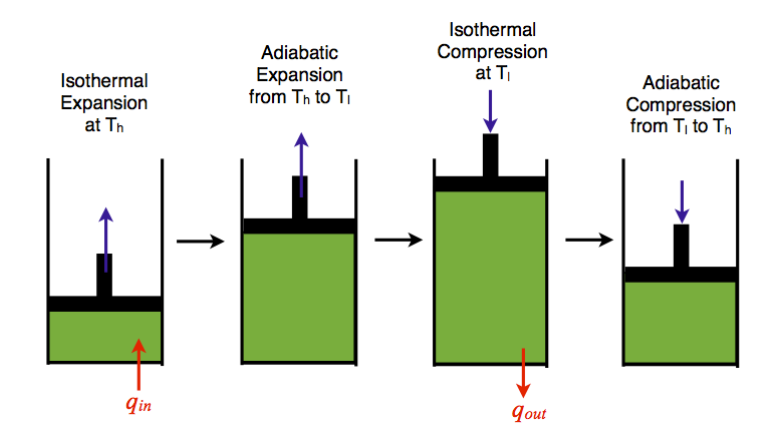 Isothermal
Expansion
at Th
Adiabatic
Expansion
from Th to Tl
Isothermal
Compression
at Tl
Adiabatic
Compression
from Tl to Th
qin
qout